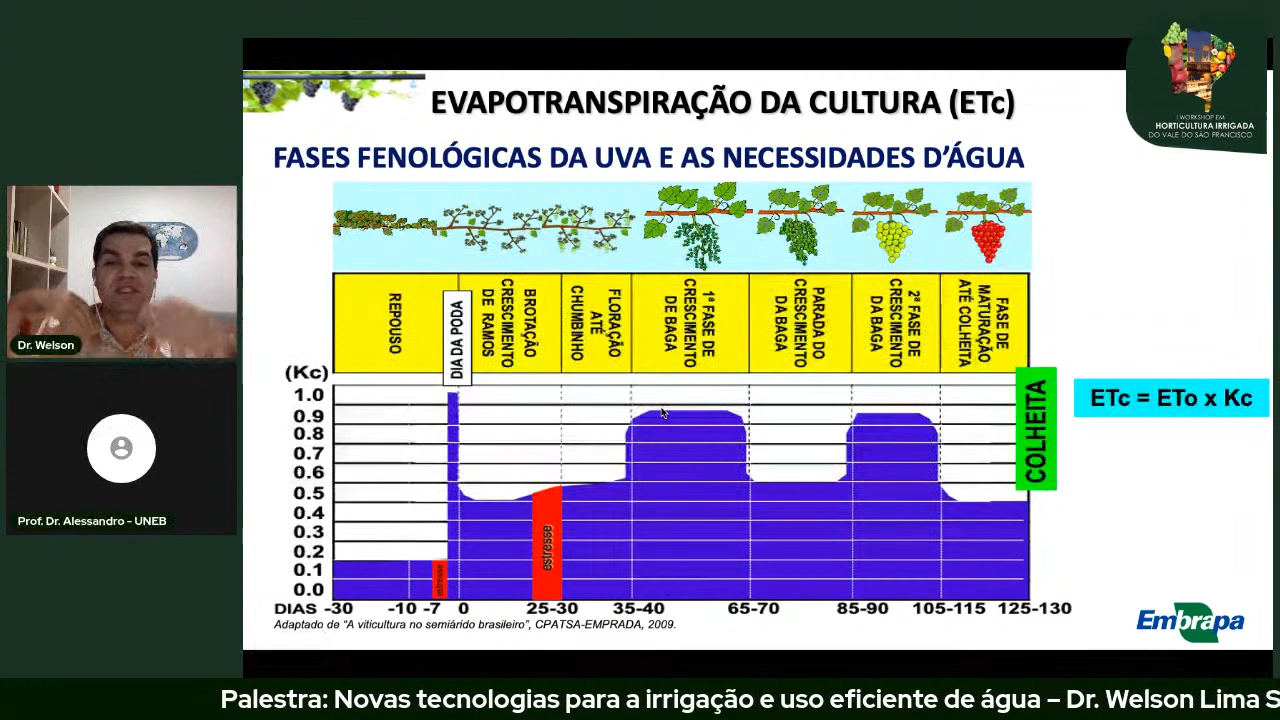 EVAPOTRANSPIRAÇÃO DA CULTURA (ETc)
FASES FENOLÓGICAS DA UVA E AS NECESSIDADES D'ÁGUA
I WORKSHOP EM
HORTICULTURA IRRIGADA
DO VALE DO SÃO FRANCISCO
REPOUSO
DIA DA PODA
BROTAÇÃO
CRESCIMENTO
DE RAMOS
FLORAÇÃO
ATÉ
CHUMBINHO
1ª FASE DE
CRESCIMENTO
DE BAGA
PARADA DO
CRESCIMENTO
DA BAGA
2ª FASE DE
CRESCIMENTO
DA BAGA
FASE DE
MATURAÇÃO
ATÉ COLHEITA
COLHEITA
(Kc)
1.0
0.9
0.8
0.7
0.6
0.5
0.4
0.3
0.2
0.1
0.0
estresse
estresse
DIAS -30 -10 -7 0 25-30 35-40 65-70 85-90 105-115 125-130
Adaptado de "A viticultura no semiárido brasileiro", CPATSA-EMPRADA, 2009.
ETc = ETo x Kc
Embrapa
Dr. Welson
Prof. Dr. Alessandro - UNEB
Palestra: Novas tecnologias para a irrigação e uso eficiente de água – Dr. Welson Lima S